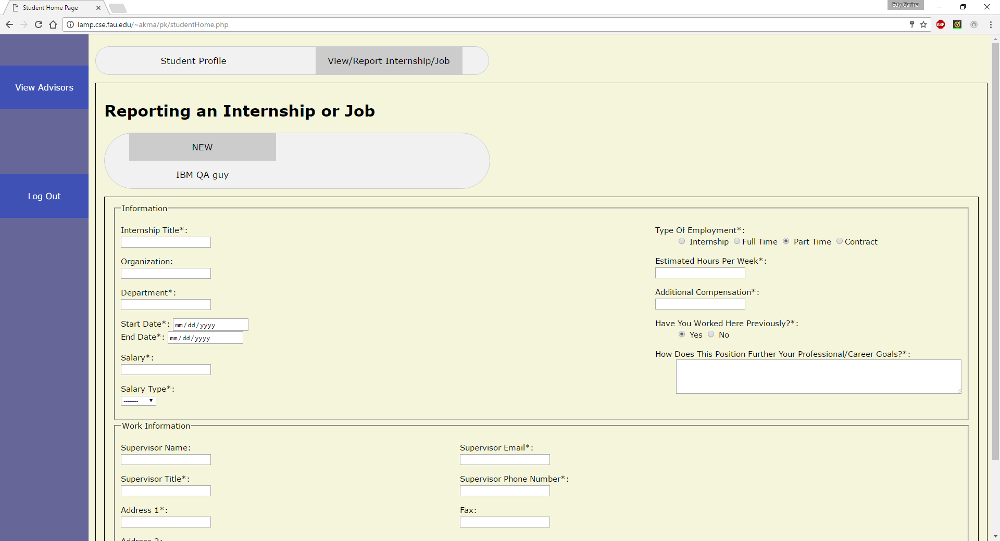 Student Home Page
Edy Carina
lamp.cse.fau.edu/~akrna/pk/studentHome.php
ABP
Student Profile
View/Report Internship/Job
View Advisors
Log Out
Reporting an Internship or Job
NEW
IBM QA guy
Information
Internship Title*:
Organization:
Department*:
Start Date*: mm/dd/yyyy
End Date*: mm/dd/yyyy
Salary*:
Salary Type*:
-------
Type Of Employment*:
Internship Full Time Part Time Contract
Estimated Hours Per Week*:
Additional Compensation*:
Have You Worked Here Previously?*:
Yes No
How Does This Position Further Your Professional/Career Goals?*:
Work Information
Supervisor Name:
Supervisor Title*:
Address 1*:
Address 2:
Supervisor Email*:
Supervisor Phone Number*:
Fax: